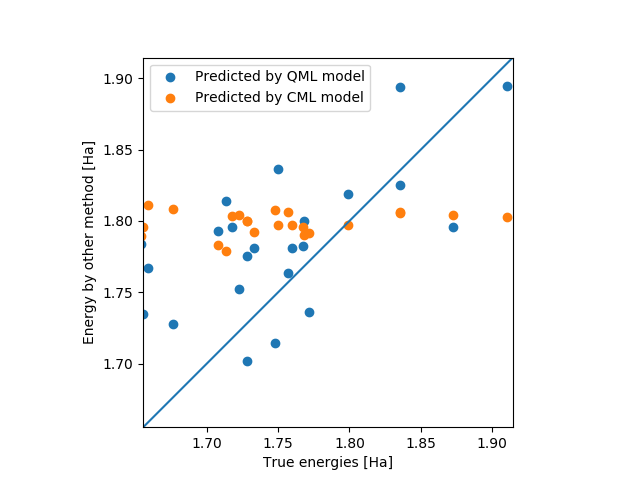 Predicted by QML model
Predicted by CML model
1.90
1.85
1.80
1.75
1.70
Energy by other method [Ha]
1.70 1.75 1.80 1.85 1.90
True energies [Ha]